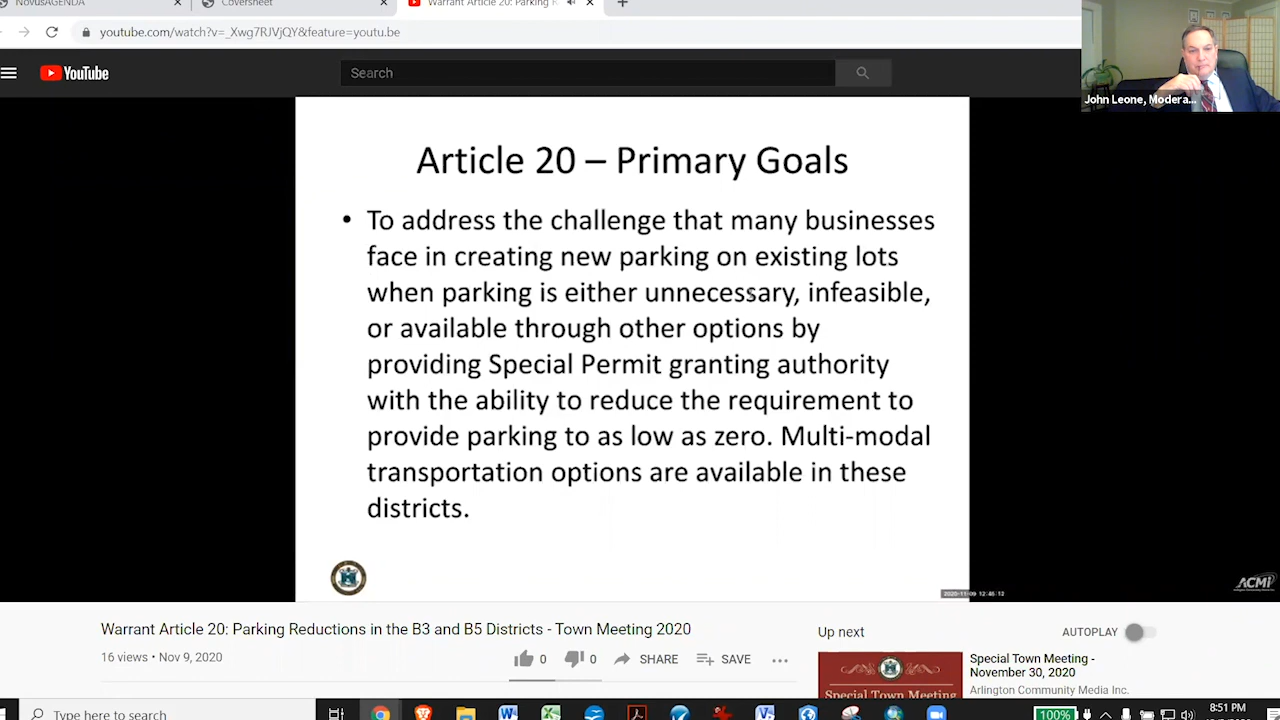 NovusAGENDA
Coversheet
Warrant Article 20: Parking R
youtube.com/watch?v=_Xwg7RJVjQY&feature=youtu.be
YouTube
Search
John Leone, Modera...
Article 20 – Primary Goals
• To address the challenge that many businesses
face in creating new parking on existing lots
when parking is either unnecessary, infeasible,
or available through other options by
providing Special Permit granting authority
with the ability to reduce the requirement to
provide parking to as low as zero. Multi-modal
transportation options are available in these
districts.
2020-11-09 12:45:12
ACMi
Warrant Article 20: Parking Reductions in the B3 and B5 Districts - Town Meeting 2020
16 views • Nov 9, 2020
0
0
SHARE
SAVE
Up next
AUTOPLAY
Special Town Meeting
Special Town Meeting -
November 30, 2020
Arlington Community Media Inc.
Type here to search
100%
8:51 PM